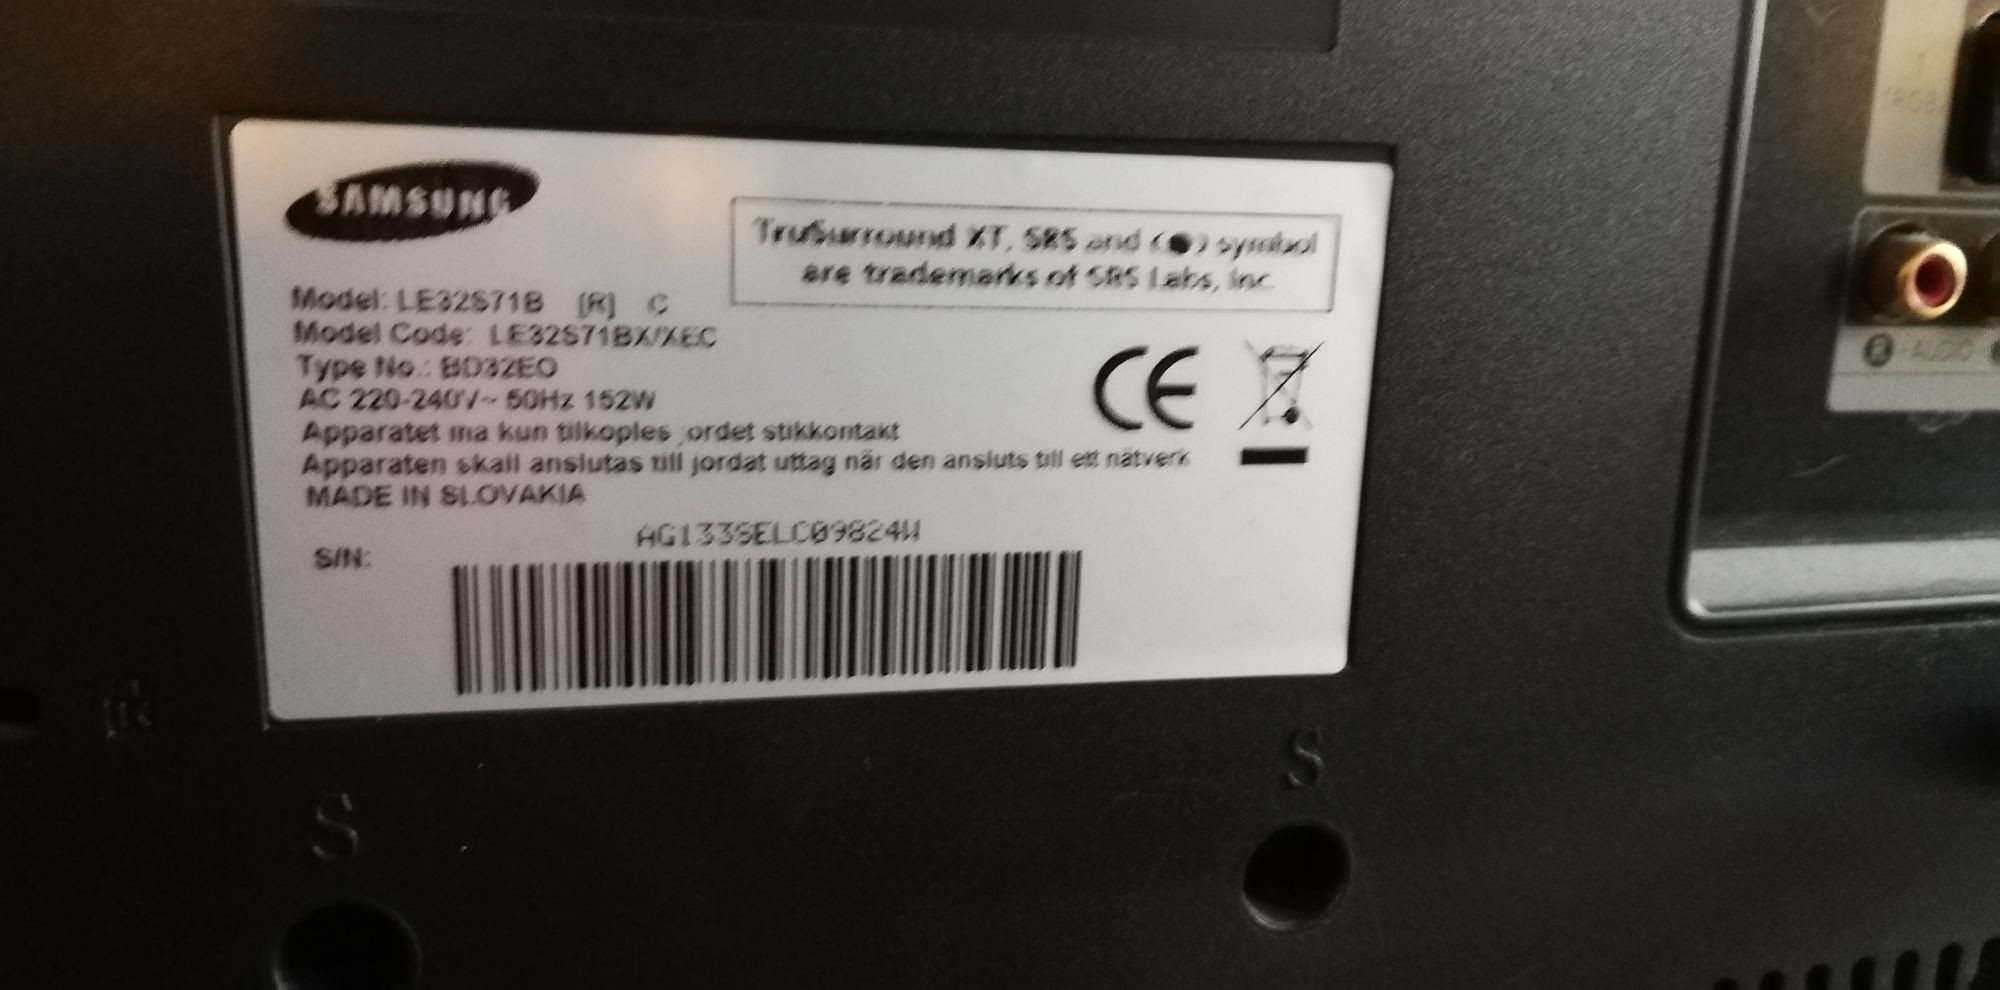 SAMSUNG
TruSurround XT, SRS and (●) symbol
are trademarks of SRS Labs, Inc.
Model: LE32S71B [R] C
Model Code: LE32S71BX/XEC
Type No.: BD32EO
AC 220-240V~ 50Hz 152W
Apparatet ma kun tilkoples jordet stikkontakt
Apparaten skall anslutas till jordat uttag när den ansluts till ett nätverk
MADE IN SLOVAKIA
S/N:
CE
R - AUDIO -
S
S